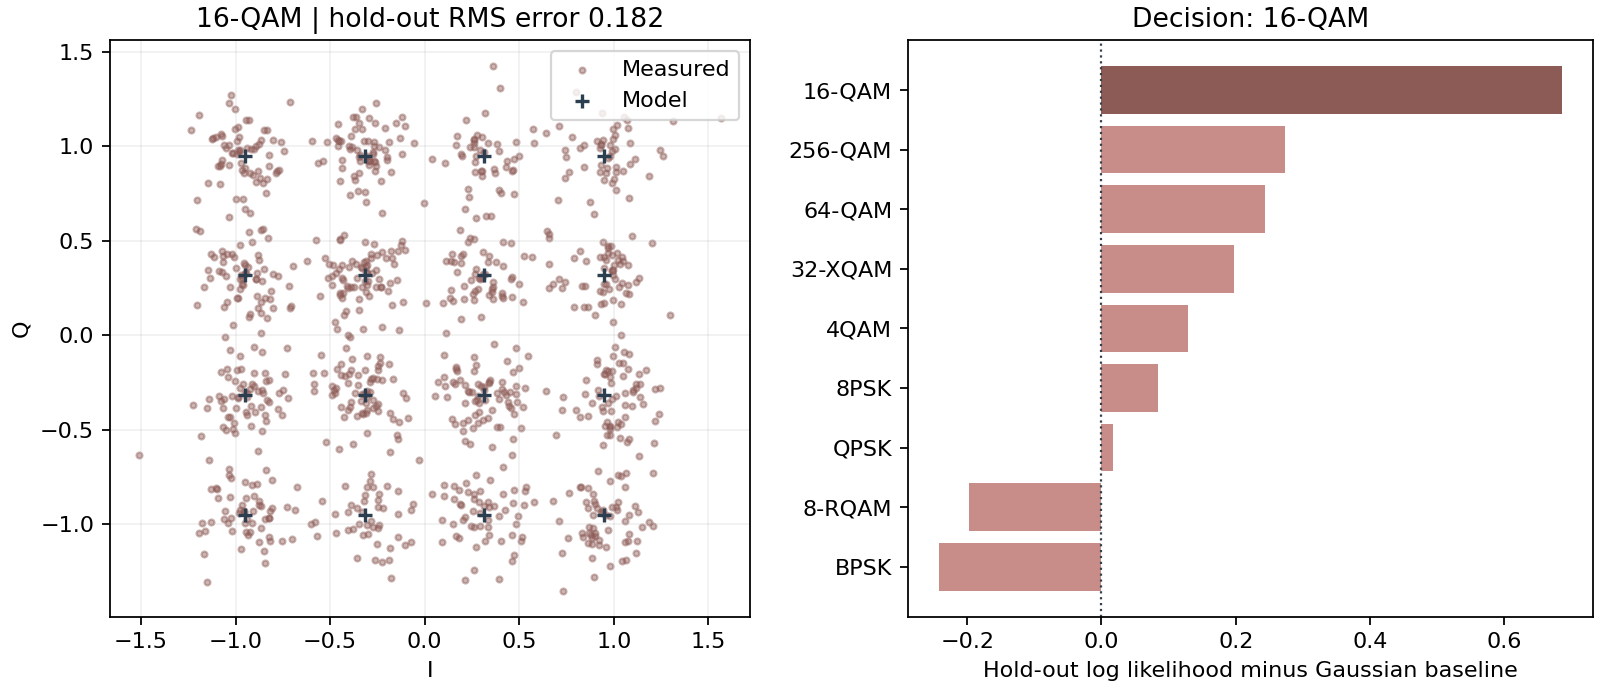 16-QAM | hold-out RMS error 0.182
Measured
Model
1.5
1.0
0.5
0.0
−0.5
−1.0
Q
−1.5
−1.0
−0.5
0.0
0.5
1.0
1.5
I
Decision: 16-QAM
16-QAM
256-QAM
64-QAM
32-XQAM
4QAM
8PSK
QPSK
8-RQAM
BPSK
−0.2
0.0
0.2
0.4
0.6
Hold-out log likelihood minus Gaussian baseline